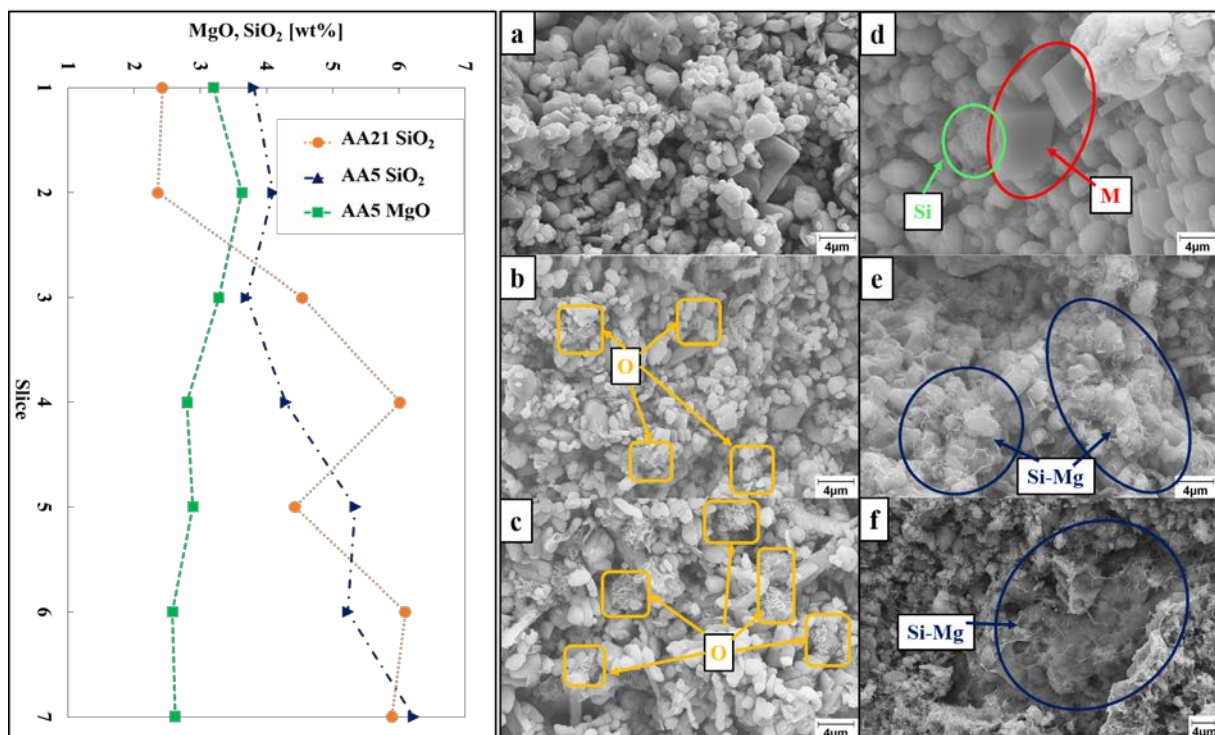 MgO, SiO₂ [wt%]
1 2 3 4 5 6 7
1
2
3
4
5
6
7
Slice
AA21 SiO₂
AA5 SiO₂
AA5 MgO
a
4µm
b
O
4µm
c
O
4µm
d
Si
M
4µm
e
Si-Mg
4µm
f
Si-Mg
4µm